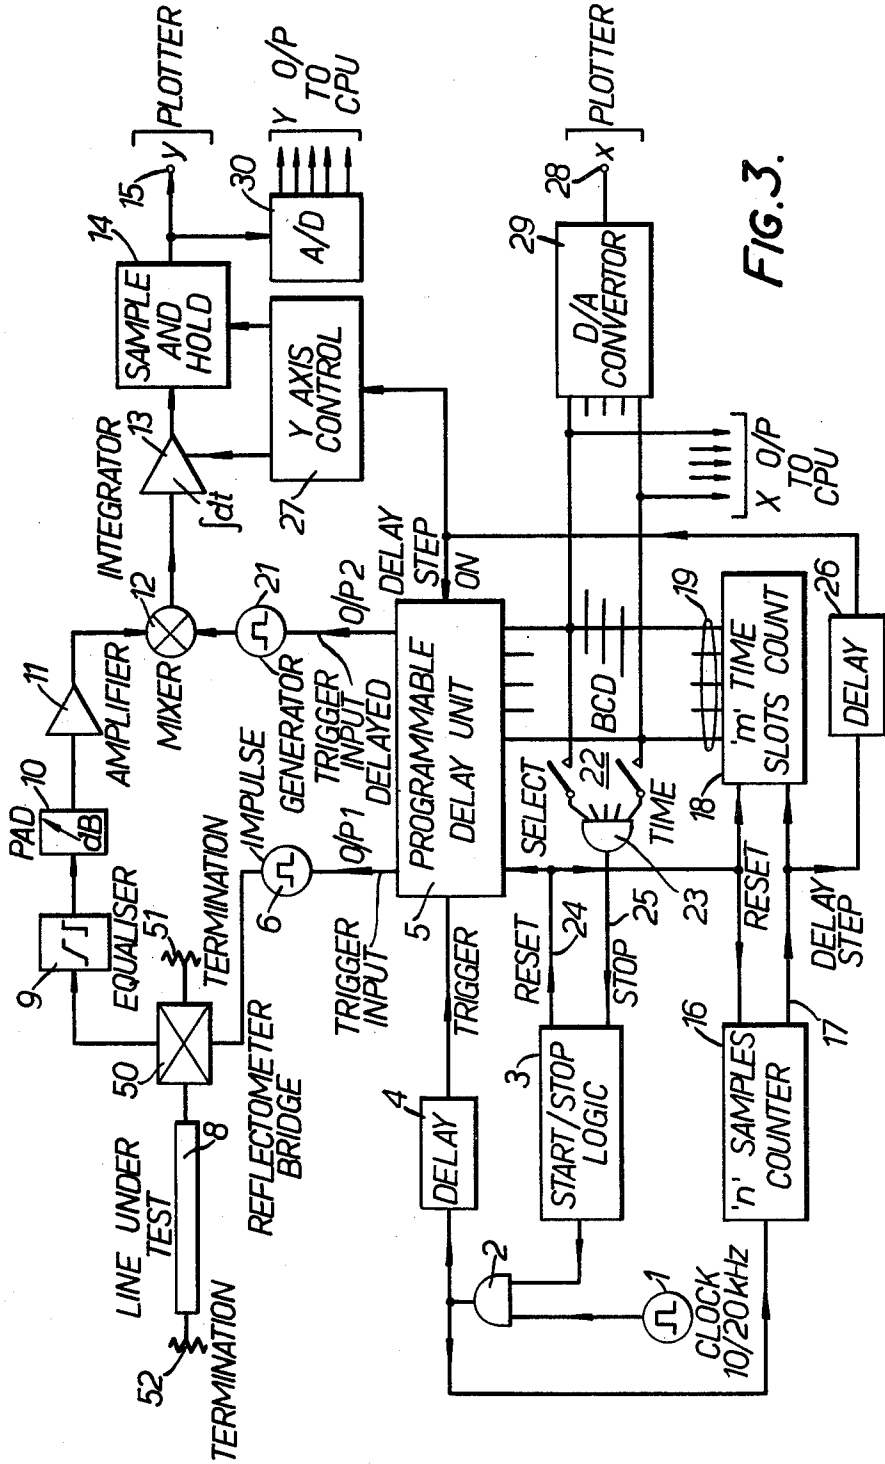 LINE UNDER
TEST
8
52
TERMINATION
50
REFLECTOMETER
BRIDGE
51
TERMINATION
9
EQUALISER
PAD
10
dB
11
AMPLIFIER
12
MIXER
INTEGRATOR
13
∫dt
14
SAMPLE
AND
HOLD
15
y
PLOTTER
30
A/D
Y O/P
TO
CPU
27
Y AXIS
CONTROL
6
IMPULSE
GENERATOR
21
TRIGGER
INPUT
O/P1
TRIGGER
INPUT
DELAYED
O/P2
DELAY
STEP
ON
4
DELAY
TRIGGER
5
PROGRAMMABLE
DELAY UNIT
2
1
CLOCK
10/20kHz
3
START/STOP
LOGIC
RESET
24
STOP
25
23
SELECT
22
TIME
BCD
29
D/A
CONVERTOR
28
x
PLOTTER
X O/P
TO
CPU
16
'n' SAMPLES
COUNTER
17
RESET
DELAY
STEP
18
'm' TIME
SLOTS COUNT
19
26
DELAY
FIG.3.